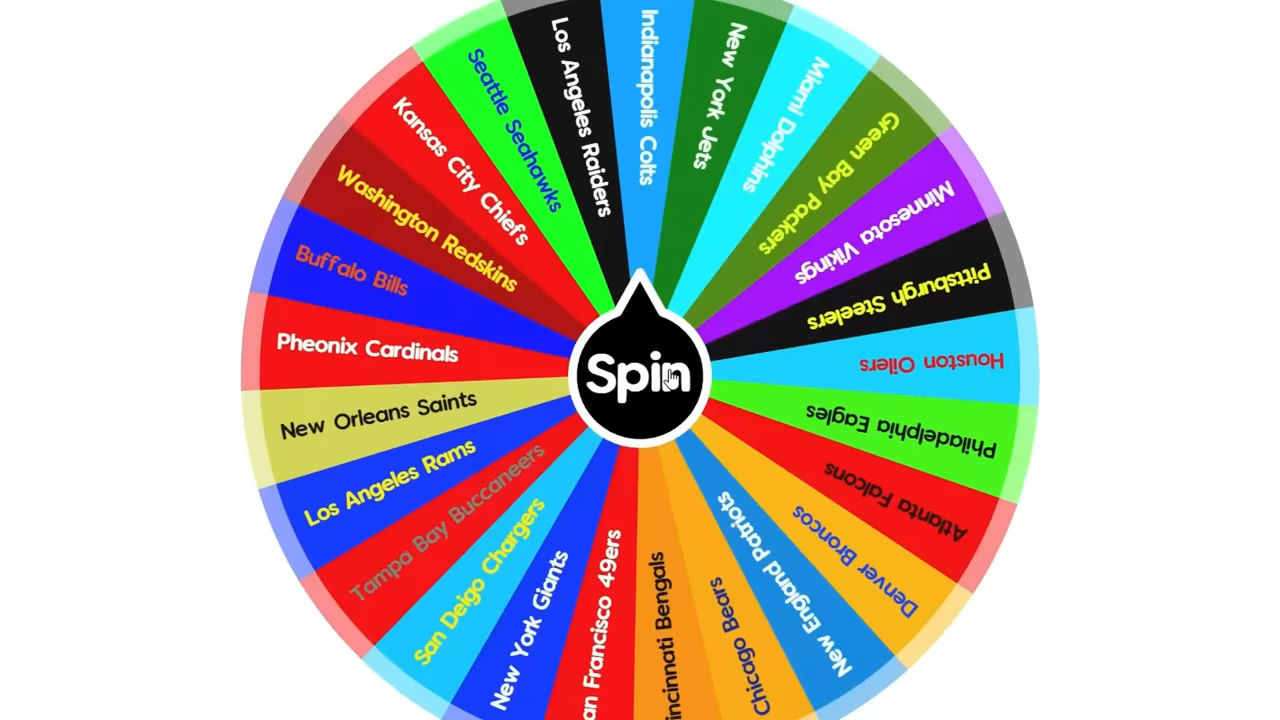 Indianapolis Colts
New York Jets
Miami Dolphins
Green Bay Packers
Minnesota Vikings
Pittsburgh Steelers
Houston Oilers
Philadelphia Eagles
Atlanta Falcons
Denver Broncos
New England Patriots
Chicago Bears
incinnati Bengals
an Francisco 49ers
New York Giants
San Deigo Chargers
Tampa Bay Buccaneers
Los Angeles Rams
New Orleans Saints
Pheonix Cardinals
Buffalo Bills
Washington Redskins
Kansas City Chiefs
Seattle Seahawks
Los Angeles Raiders
Spin